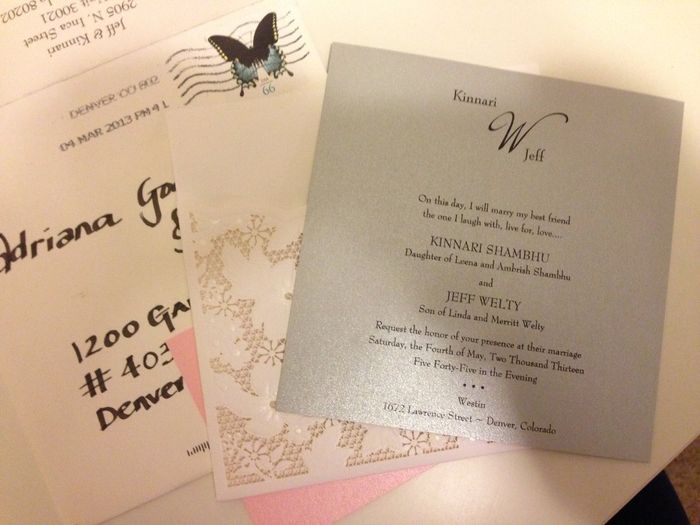 Jeff & Kinnari
2905 N. Inca Street
Unit 30021
80202
DENVER CO 802
04 MAR 2013 PM 4 L
66
Adriana
1200
# 403
Denver
Kinnari
W
Jeff
On this day, I will marry my best friend
the one I laugh with, live for, love....
KINNARI SHAMBHU
Daughter of Leena and Ambrish Shambhu
and
JEFF WELTY
Son of Linda and Merritt Welty
Request the honor of your presence at their marriage
Saturday, the Fourth of May, Two Thousand Thirteen
Five Forty-Five in the Evening
• • •
Westin
1672 Lawrence Street ~ Denver, Colorado